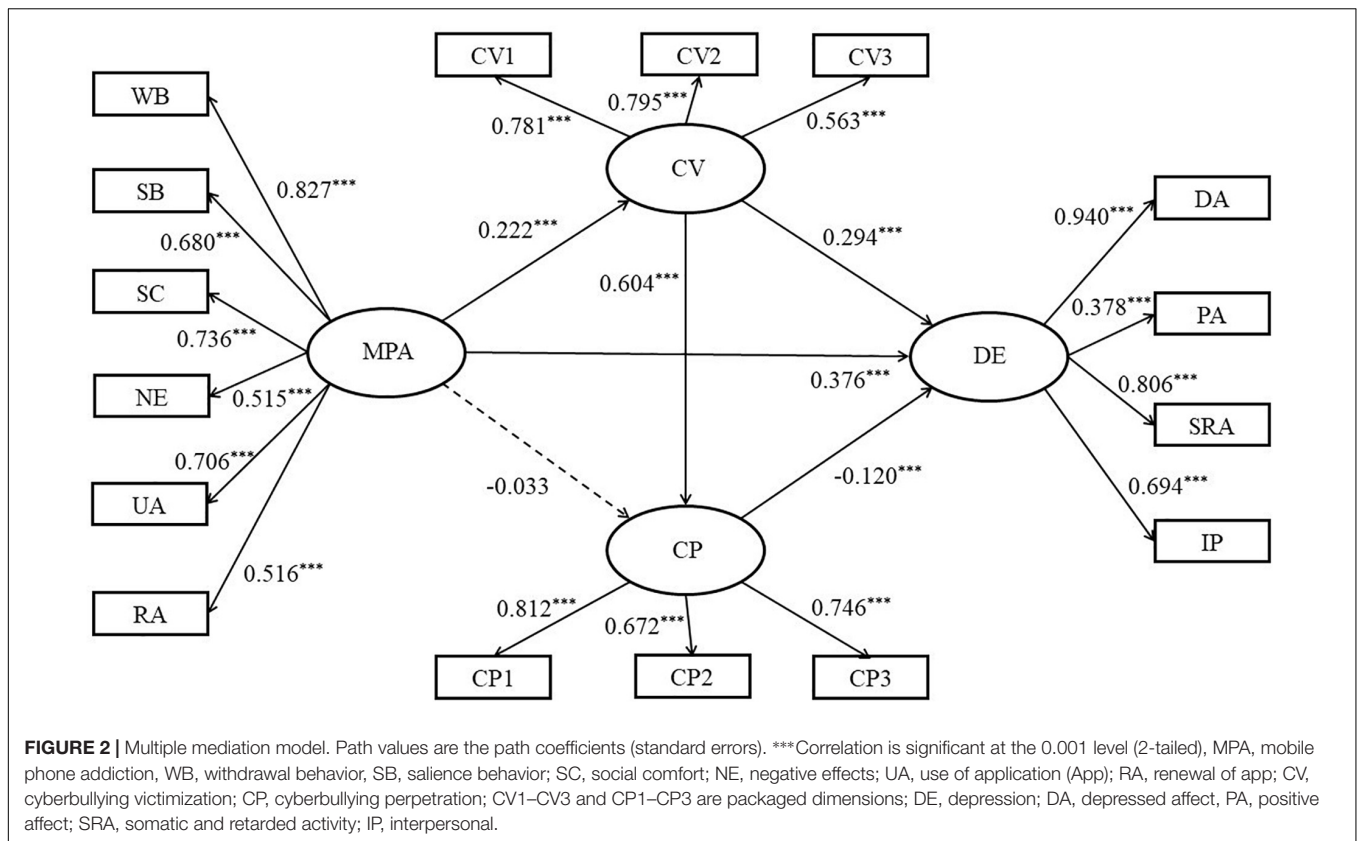 CV1
CV2
CV3
WB
0.781***
0.795***
0.563***
CV
SB
0.827***
DA
0.940***
0.680***
0.222***
0.294***
SC
0.604***
0.378***
PA
0.736***
MPA
DE
NE
0.515***
0.376***
0.806***
SRA
0.706***
-0.033
-0.120***
0.694***
UA
CP
IP
0.516***
RA
0.812***
0.672***
0.746***
CP1
CP2
CP3
FIGURE 2 | Multiple mediation model. Path values are the path coefficients (standard errors). ***Correlation is significant at the 0.001 level (2-tailed), MPA, mobile
phone addiction, WB, withdrawal behavior, SB, salience behavior; SC, social comfort; NE, negative effects; UA, use of application (App); RA, renewal of app; CV,
cyberbullying victimization; CP, cyberbullying perpetration; CV1–CV3 and CP1–CP3 are packaged dimensions; DE, depression; DA, depressed affect, PA, positive
affect; SRA, somatic and retarded activity; IP, interpersonal.